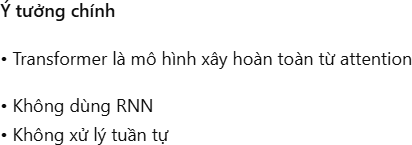 Ý tưởng chính
• Transformer là mô hình xây hoàn toàn từ attention
• Không dùng RNN
• Không xử lý tuần tự